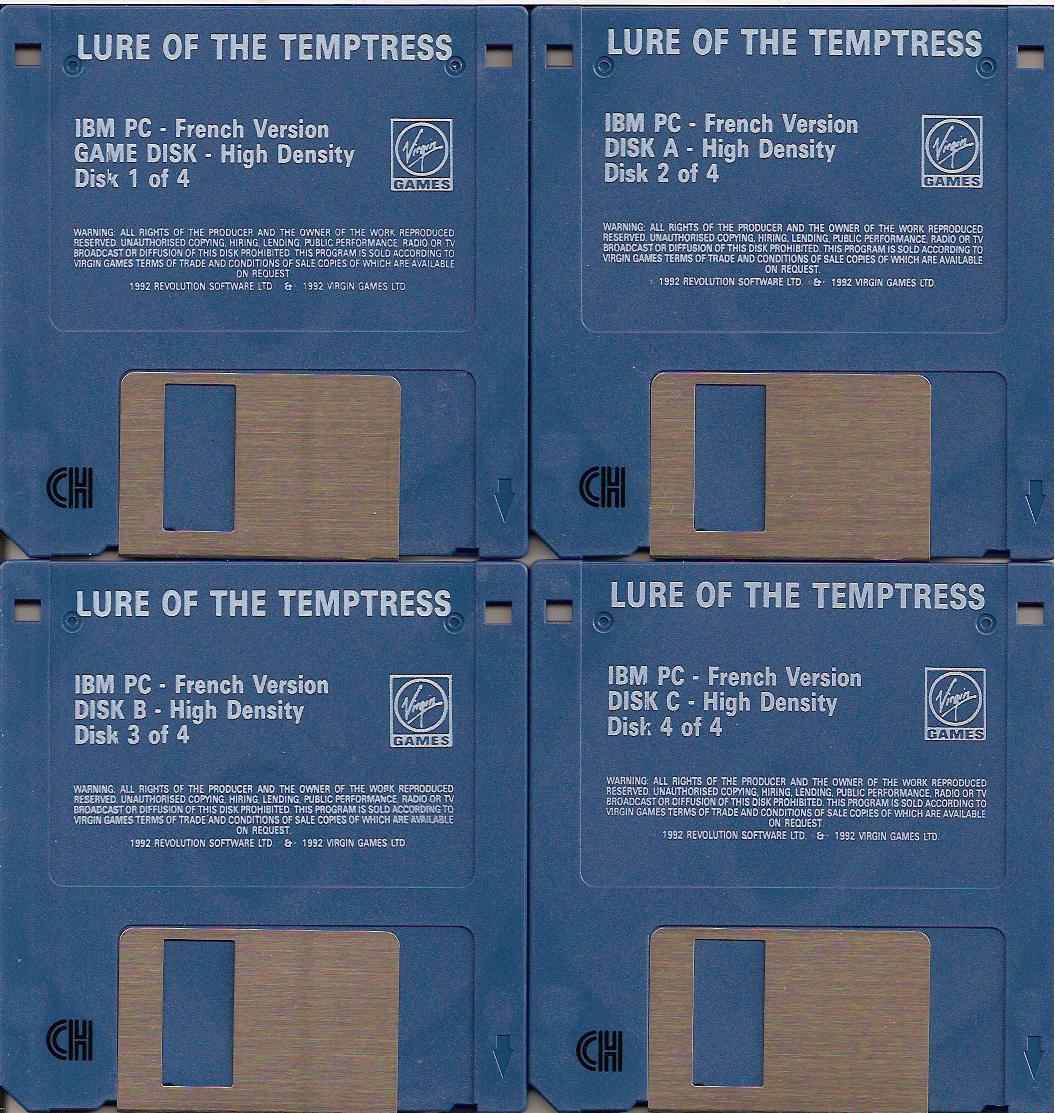 LURE OF THE TEMPTRESS
IBM PC - French Version
GAME DISK - High Density
Disk 1 of 4
Virgin
GAMES
WARNING: ALL RIGHTS OF THE PRODUCER AND THE OWNER OF THE WORK REPRODUCED
RESERVED. UNAUTHORISED COPYING, HIRING, LENDING, PUBLIC PERFORMANCE, RADIO OR TV
BROADCAST OR DIFFUSION OF THIS DISK PROHIBITED. THIS PROGRAM IS SOLD ACCORDING TO
VIRGIN GAMES TERMS OF TRADE AND CONDITIONS OF SALE COPIES OF WHICH ARE AVAILABLE
ON REQUEST
1992 REVOLUTION SOFTWARE LTD & 1992 VIRGIN GAMES LTD
CH
LURE OF THE TEMPTRESS
IBM PC - French Version
DISK A - High Density
Disk 2 of 4
Virgin
GAMES
WARNING: ALL RIGHTS OF THE PRODUCER AND THE OWNER OF THE WORK REPRODUCED
RESERVED. UNAUTHORISED COPYING, HIRING, LENDING, PUBLIC PERFORMANCE, RADIO OR TV
BROADCAST OR DIFFUSION OF THIS DISK PROHIBITED. THIS PROGRAM IS SOLD ACCORDING TO
VIRGIN GAMES TERMS OF TRADE AND CONDITIONS OF SALE COPIES OF WHICH ARE AVAILABLE
ON REQUEST.
1992 REVOLUTION SOFTWARE LTD. & 1992 VIRGIN GAMES LTD
CH
LURE OF THE TEMPTRESS
IBM PC - French Version
DISK B - High Density
Disk 3 of 4
Virgin
GAMES
WARNING: ALL RIGHTS OF THE PRODUCER AND THE OWNER OF THE WORK REPRODUCED
RESERVED. UNAUTHORISED COPYING, HIRING, LENDING, PUBLIC PERFORMANCE, RADIO OR TV
BROADCAST OR DIFFUSION OF THIS DISK PROHIBITED. THIS PROGRAM IS SOLD ACCORDING TO
VIRGIN GAMES TERMS OF TRADE AND CONDITIONS OF SALE COPIES OF WHICH ARE AVAILABLE
ON REQUEST.
1992 REVOLUTION SOFTWARE LTD. & 1992 VIRGIN GAMES LTD.
CH
LURE OF THE TEMPTRESS
IBM PC - French Version
DISK C - High Density
Disk 4 of 4
Virgin
GAMES
WARNING: ALL RIGHTS OF THE PRODUCER AND THE OWNER OF THE WORK REPRODUCED
RESERVED. UNAUTHORISED COPYING, HIRING, LENDING, PUBLIC PERFORMANCE, RADIO OR TV
BROADCAST OR DIFFUSION OF THIS DISK PROHIBITED. THIS PROGRAM IS SOLD ACCORDING TO
VIRGIN GAMES TERMS OF TRADE AND CONDITIONS OF SALE COPIES OF WHICH ARE AVAILABLE
ON REQUEST.
1992 REVOLUTION SOFTWARE LTD. & 1992 VIRGIN GAMES LTD.
CH